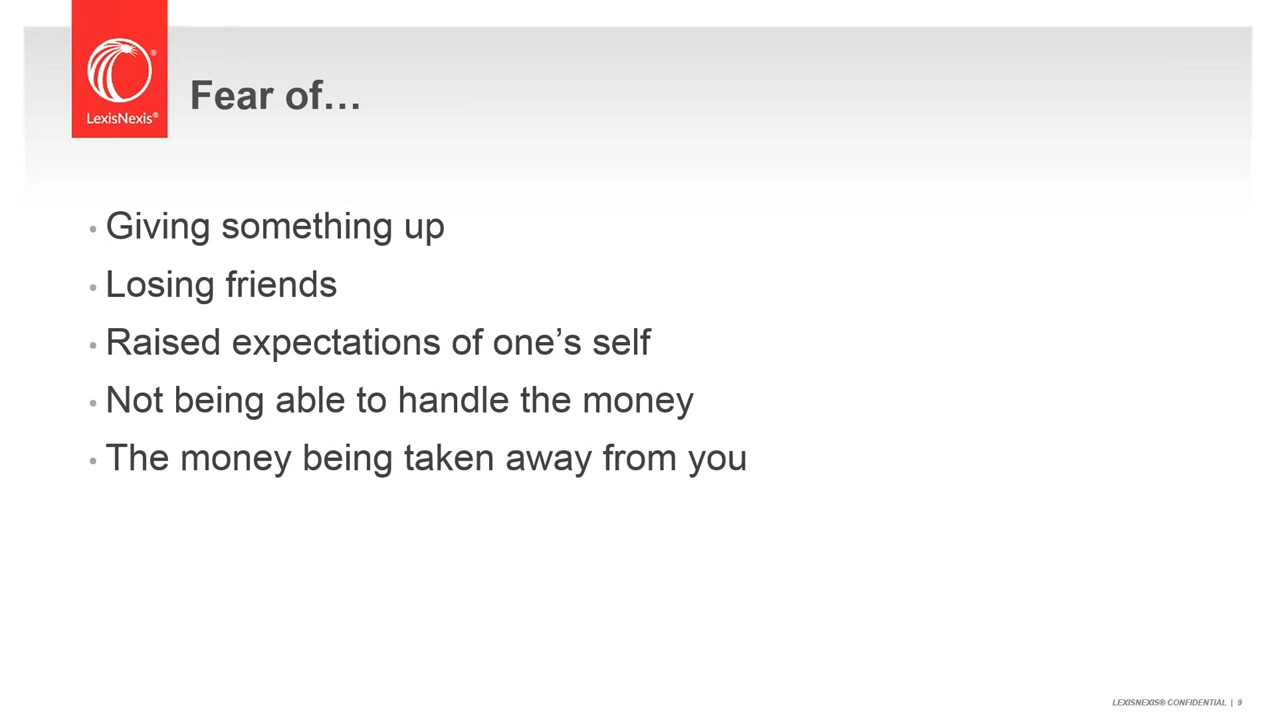 LexisNexis®
Fear of…
• Giving something up
• Losing friends
• Raised expectations of one’s self
• Not being able to handle the money
• The money being taken away from you
LEXISNEXIS® CONFIDENTIAL | 9